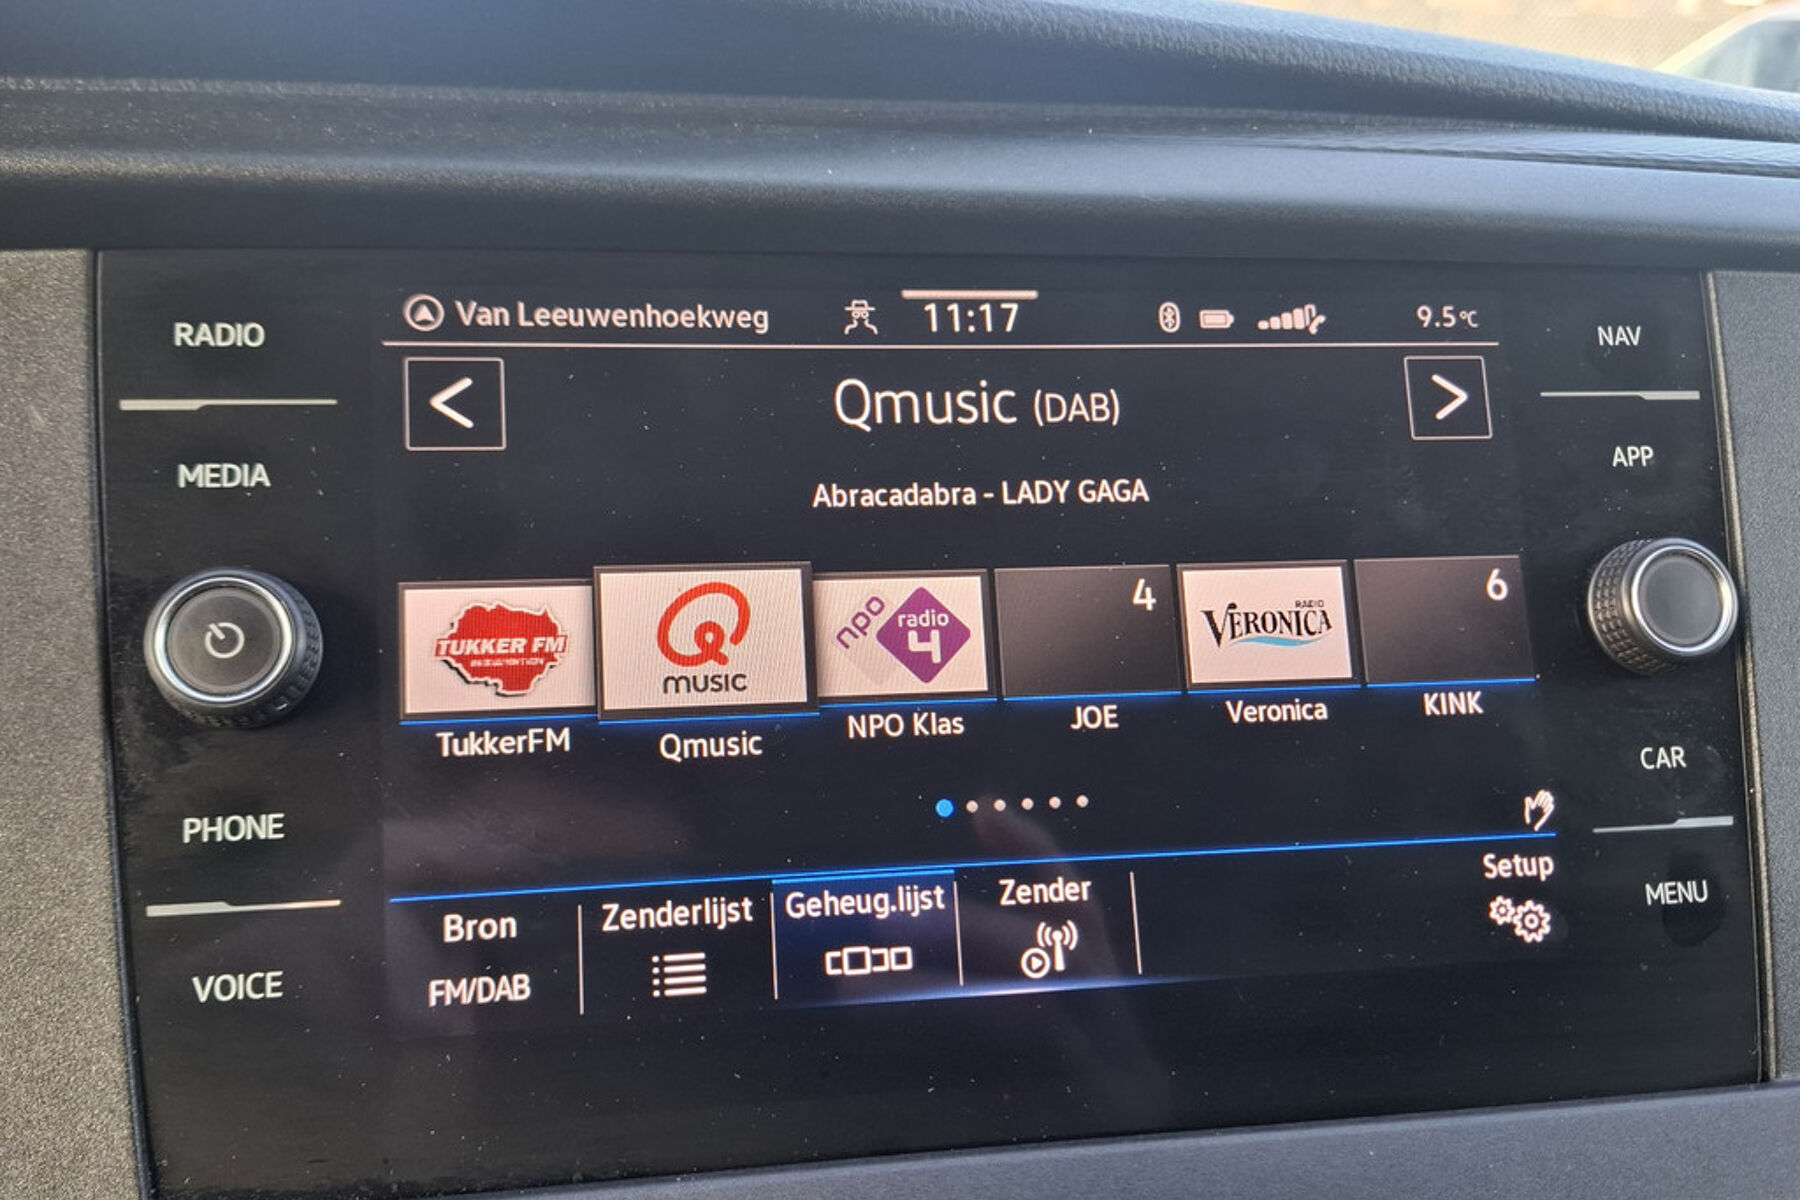 RADIO
MEDIA
PHONE
VOICE
Van Leeuwenhoekweg
11:17
9.5°C
Qmusic (DAB)
Abracadabra - LADY GAGA
TUKKER FM
MUSIC
npo
radio
4
4
RADIO
VERONICA
6
TukkerFM
Qmusic
NPO Klas
JOE
Veronica
KINK
Bron
FM/DAB
Zenderlijst
Geheug.lijst
Zender
Setup
NAV
APP
CAR
MENU